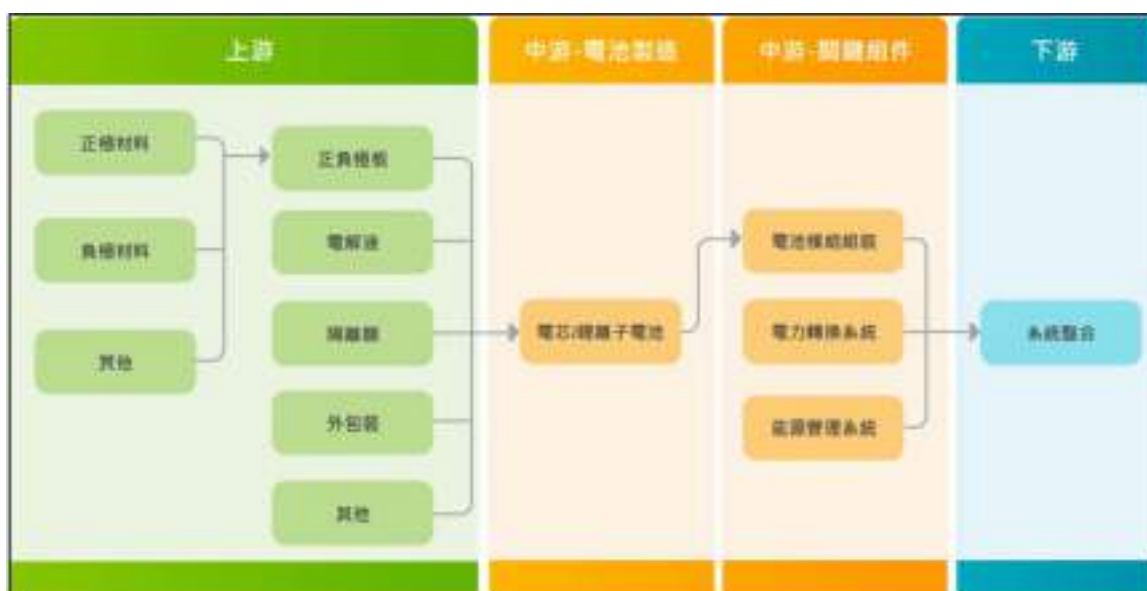 上游
中游-電池製造
中游-關鍵組件
下游
正極材料
負極材料
其他
正負極板
電解液
隔離膜
外包裝
其他
電芯/鋰離子電池
電池模組組裝
電力轉換系統
能源管理系統
系統整合